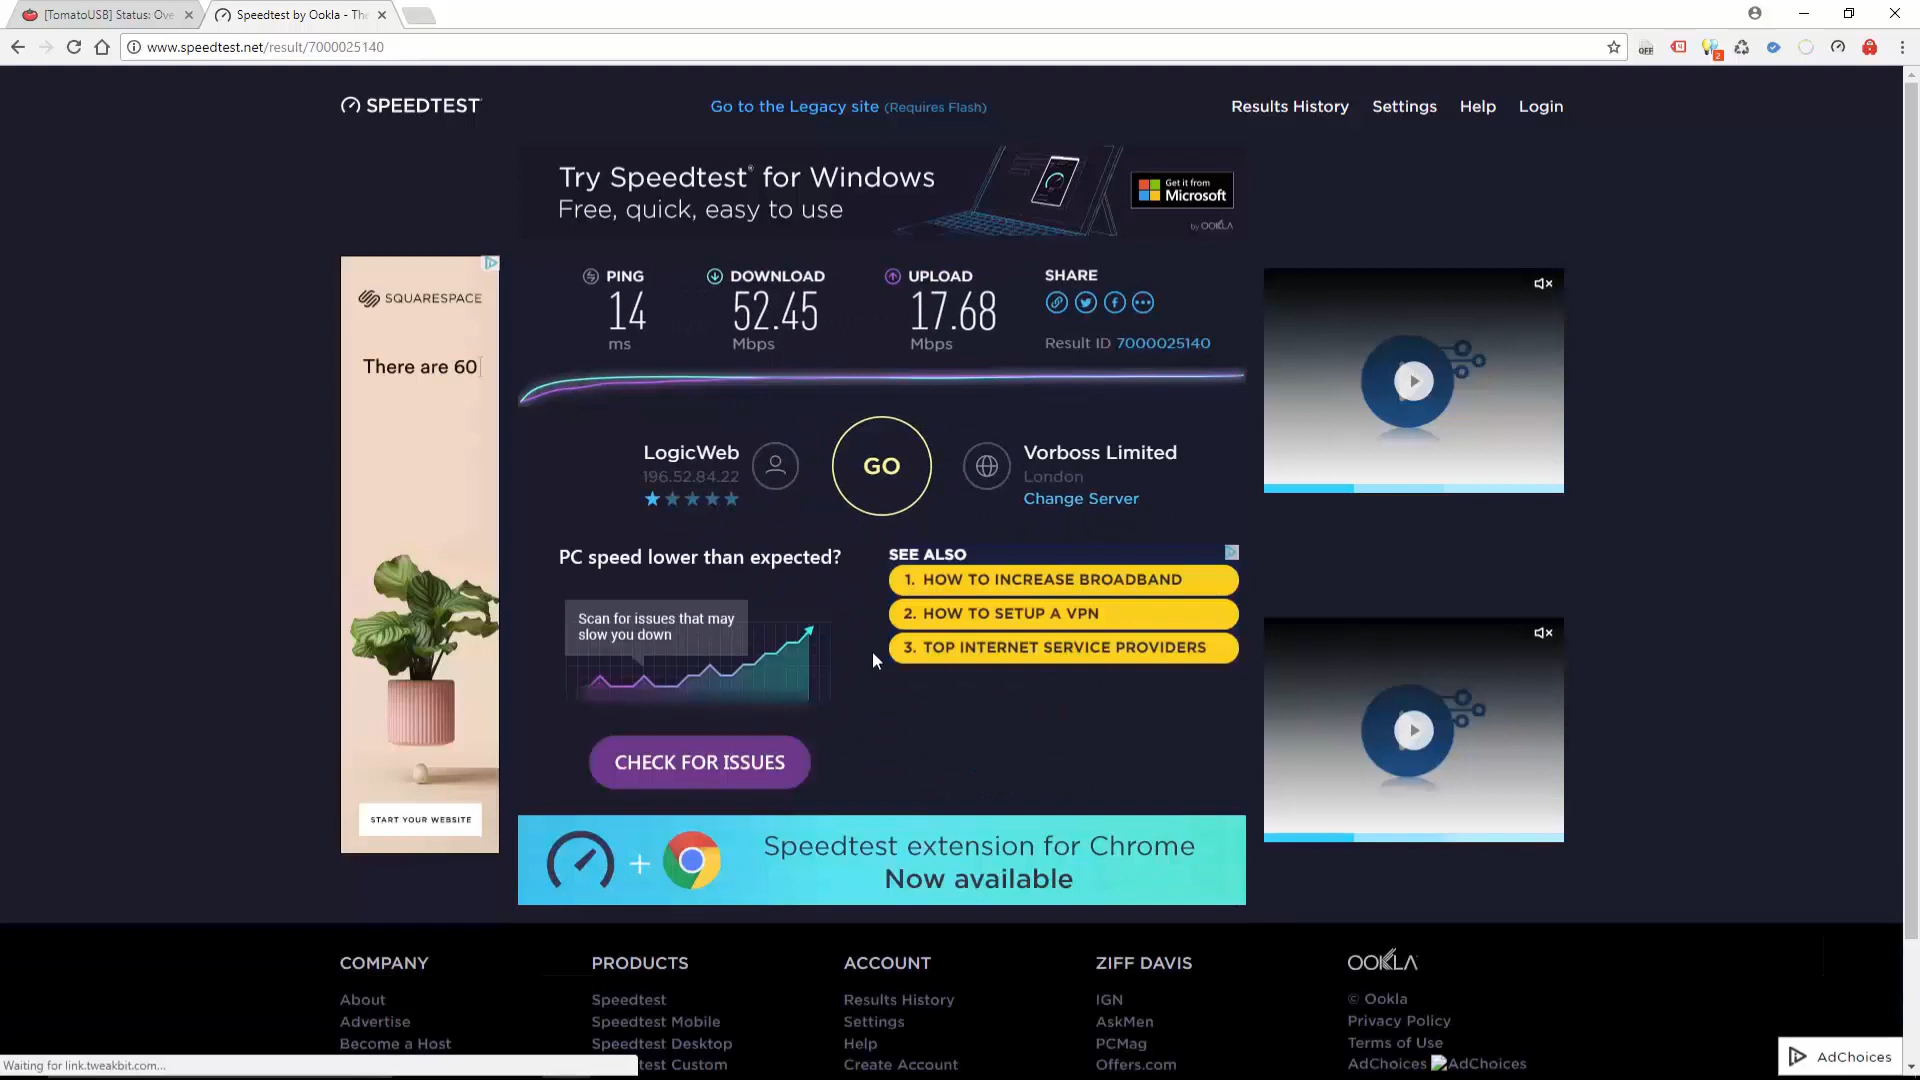 [TomatoUSB] Status: Ove
Speedtest by Ookla - The
www.speedtest.net/result/7000025140
OFF
2
SPEEDTEST
Go to the Legacy site (Requires Flash)
Results History
Settings
Help
Login
Try Speedtest® for Windows
Free, quick, easy to use
Get it from
Microsoft
by OOKLA
SQUARESPACE
There are 60
START YOUR WEBSITE
PING
14
ms
DOWNLOAD
52.45
Mbps
UPLOAD
17.68
Mbps
SHARE
Result ID 7000025140
LogicWeb
196.52.84.22
GO
Vorboss Limited
London
Change Server
PC speed lower than expected?
Scan for issues that may
slow you down
CHECK FOR ISSUES
SEE ALSO
1. HOW TO INCREASE BROADBAND
2. HOW TO SETUP A VPN
3. TOP INTERNET SERVICE PROVIDERS
Speedtest extension for Chrome
Now available
COMPANY
About
Advertise
Become a Host
PRODUCTS
Speedtest
Speedtest Mobile
Speedtest Desktop
test Custom
ACCOUNT
Results History
Settings
Help
Create Account
ZIFF DAVIS
IGN
AskMen
PCMag
Offers.com
OOKLA
© Ookla
Privacy Policy
Terms of Use
AdChoices AdChoices
AdChoices
Waiting for link.tweakbit.com...